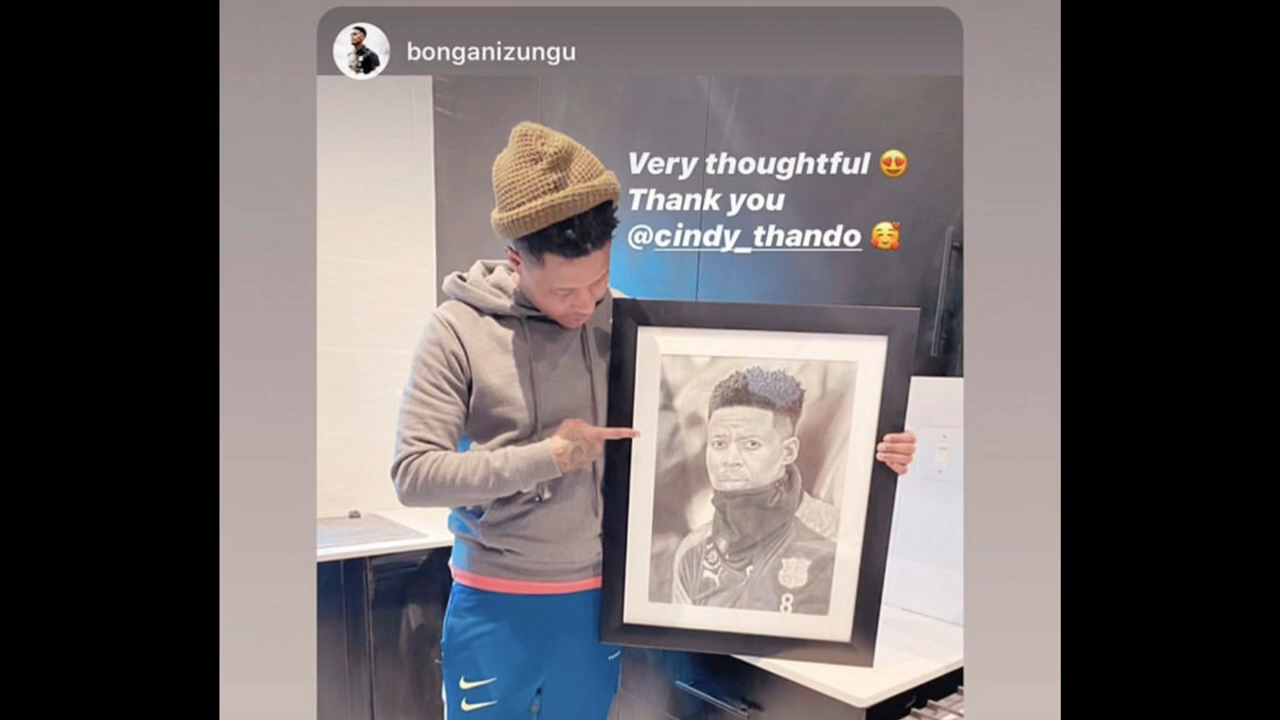 bonganizungu
Very thoughtful 😍
Thank you
@cindy_thando 🥰
8